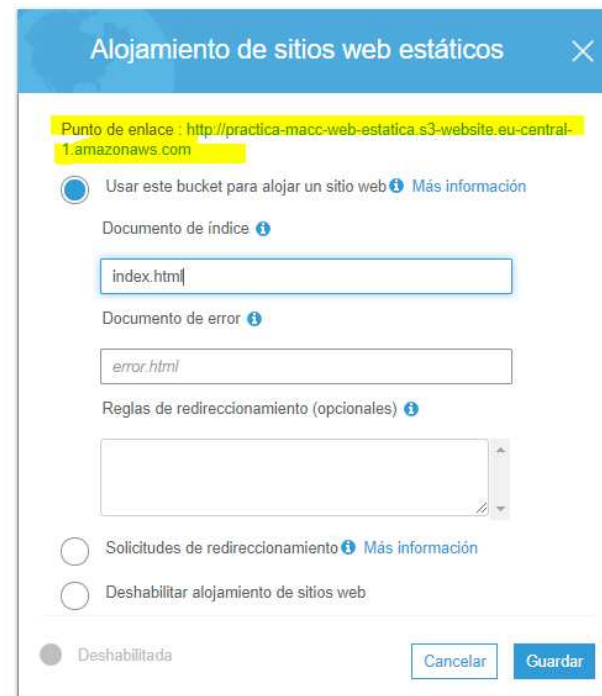 Alojamiento de sitios web estáticos
Punto de enlace : http://practica-macc-web-estatica.s3-website.eu-central-
1.amazonaws.com
Usar este bucket para alojar un sitio web Más información
Documento de índice
index.html
Documento de error
error.html
Reglas de redireccionamiento (opcionales)
Solicitudes de redireccionamiento Más información
Deshabilitar alojamiento de sitios web
Deshabilitada
Cancelar
Guardar